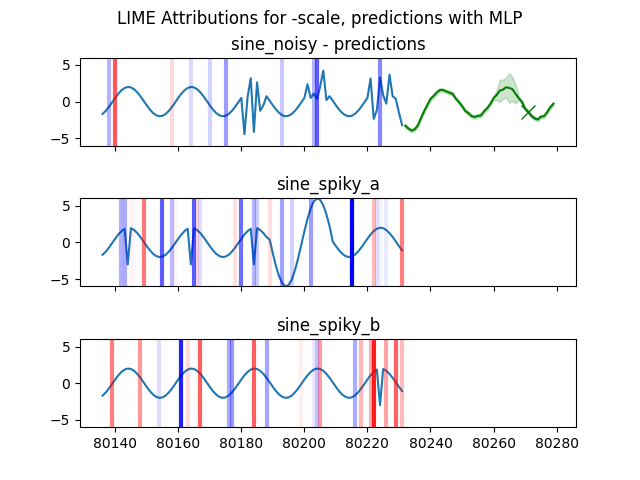 LIME Attributions for -scale, predictions with MLP
sine_noisy - predictions
5
0
−5
sine_spiky_a
5
0
−5
sine_spiky_b
5
0
−5
80140 80160 80180 80200 80220 80240 80260 80280